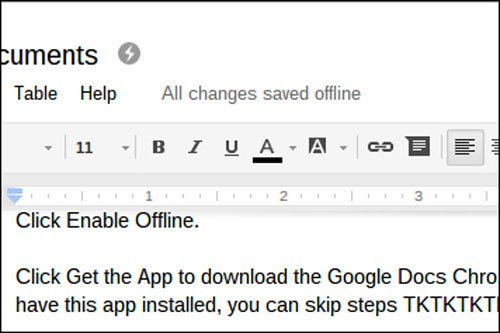 cuments
Table Help All changes saved offline
11 B I U A A
1 2 3
Click Enable Offline.
Click Get the App to download the Google Docs Chro
have this app installed, you can skip steps TKTKTKT